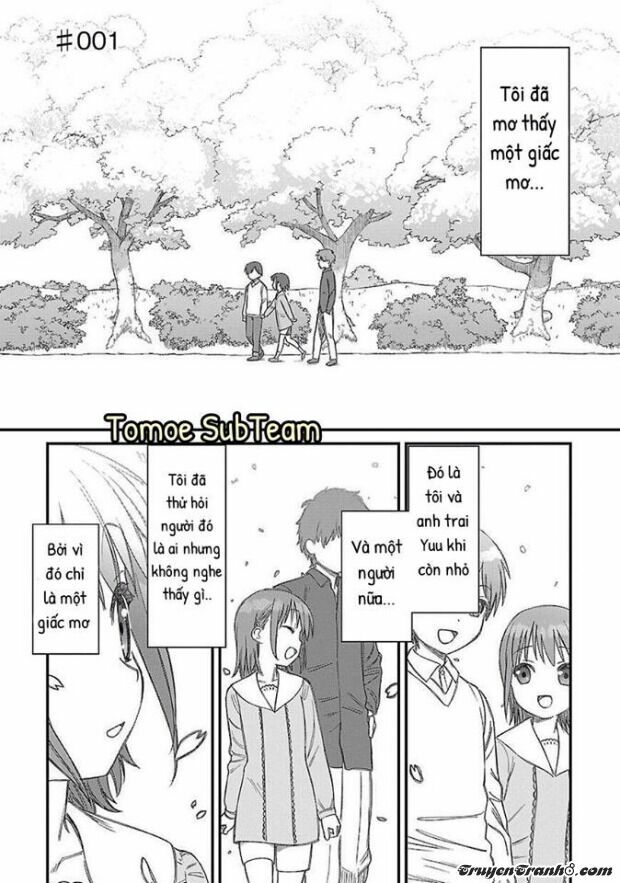 #001
Tôi đã
mơ thấy
một giấc
mơ...
Tomoe SubTeam
Đó là
tôi và
anh trai
Yuu khi
còn nhỏ
Và một
người
nữa...
Tôi đã
thử hỏi
người đó
là ai nhưng
không nghe
thấy gì..
Bởi vì
đó chỉ
là một
giấc mơ
TruyenTranh8.com